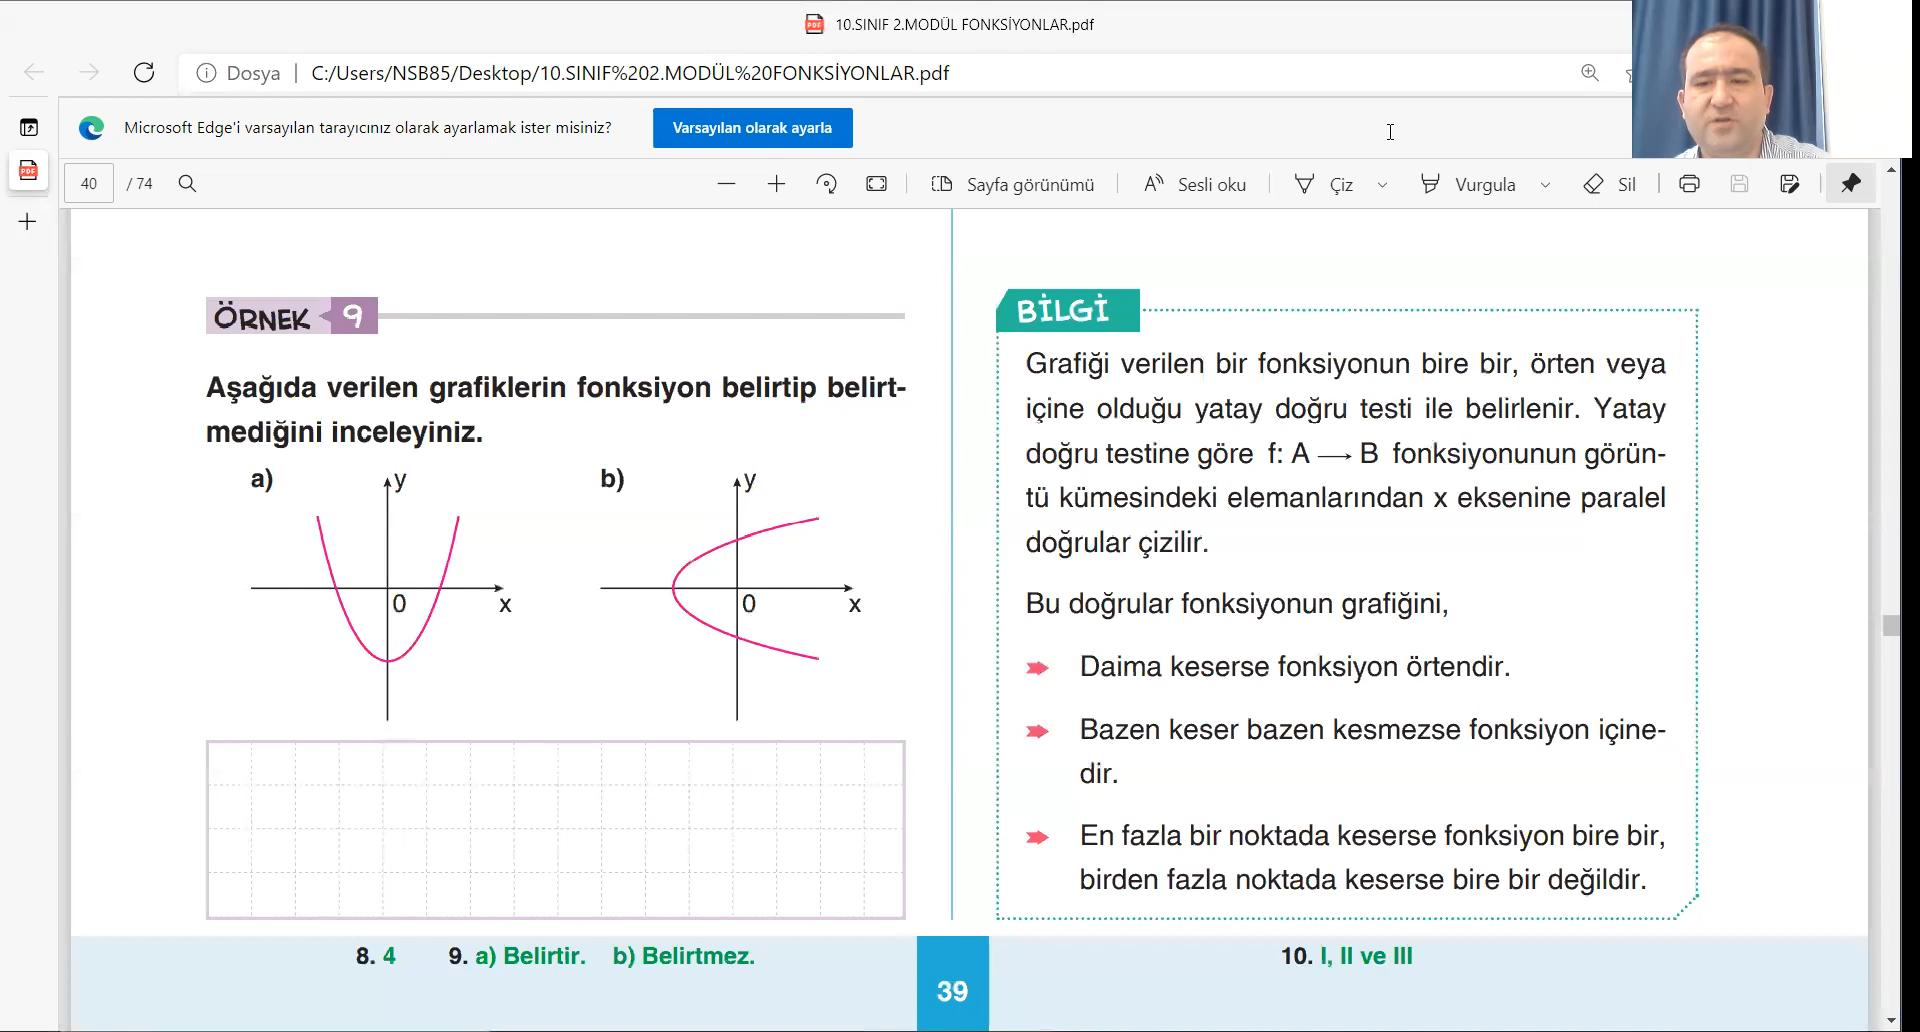 10.SINIF 2.MODÜL FONKSİYONLAR.pdf
Dosya | C:/Users/NSB85/Desktop/10.SINIF%202.MODÜL%20FONKSİYONLAR.pdf
Microsoft Edge'i varsayılan tarayıcınız olarak ayarlamak ister misiniz? Varsayılan olarak ayarla
40 / 74 Sayfa görünümü Sesli oku Çiz Vurgula Sil
ÖRNEK 9
Aşağıda verilen grafiklerin fonksiyon belirtip belirt-
mediğini inceleyiniz.
a) y
0 x
b) y
0 x
BİLGİ
Grafiği verilen bir fonksiyonun bire bir, örten veya
içine olduğu yatay doğru testi ile belirlenir. Yatay
doğru testine göre f: A ⟶ B fonksiyonunun görün-
tü kümesindeki elemanlarından x eksenine paralel
doğrular çizilir.
Bu doğrular fonksiyonun grafiğini,
Daima keserse fonksiyon örtendir.
Bazen keser bazen kesmezse fonksiyon içine-
dir.
En fazla bir noktada keserse fonksiyon bire bir,
birden fazla noktada keserse bire bir değildir.
8. 4 9. a) Belirtir. b) Belirtmez.
39
10. I, II ve III